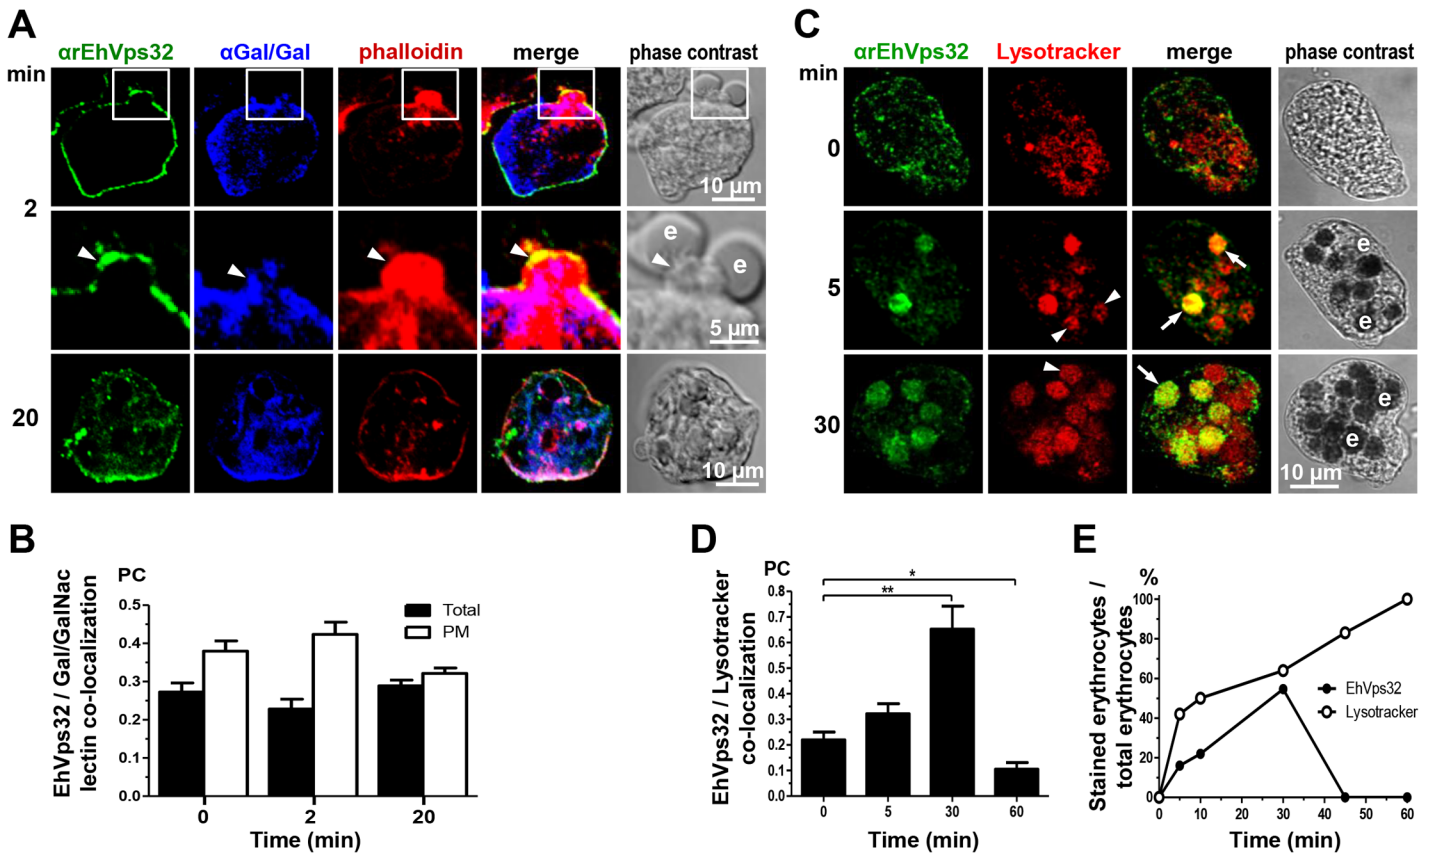 A
αrEhVps32 αGal/Gal phalloidin merge phase contrast
min
2
10 µm
e
e
5 µm
20
10 µm
B
EhVps32 / Gal/GalNac
lectin co-localization
PC
0.5
0.4
0.3
0.2
0.1
0.0
Total
PM
0 2 20
Time (min)
C
αrEhVps32 Lysotracker merge phase contrast
min
0
5
e
e
30
e
e
10 µm
D
EhVps32 / Lysotracker
co-localization
PC
0.8
0.7
0.6
0.5
0.4
0.3
0.2
0.1
0.0
*
**
0 5 30 60
Time (min)
E
Stained erythrocytes /
total erythrocytes
%
100
80
60
40
20
0
EhVps32
Lysotracker
0 10 20 30 40 50 60
Time (min)